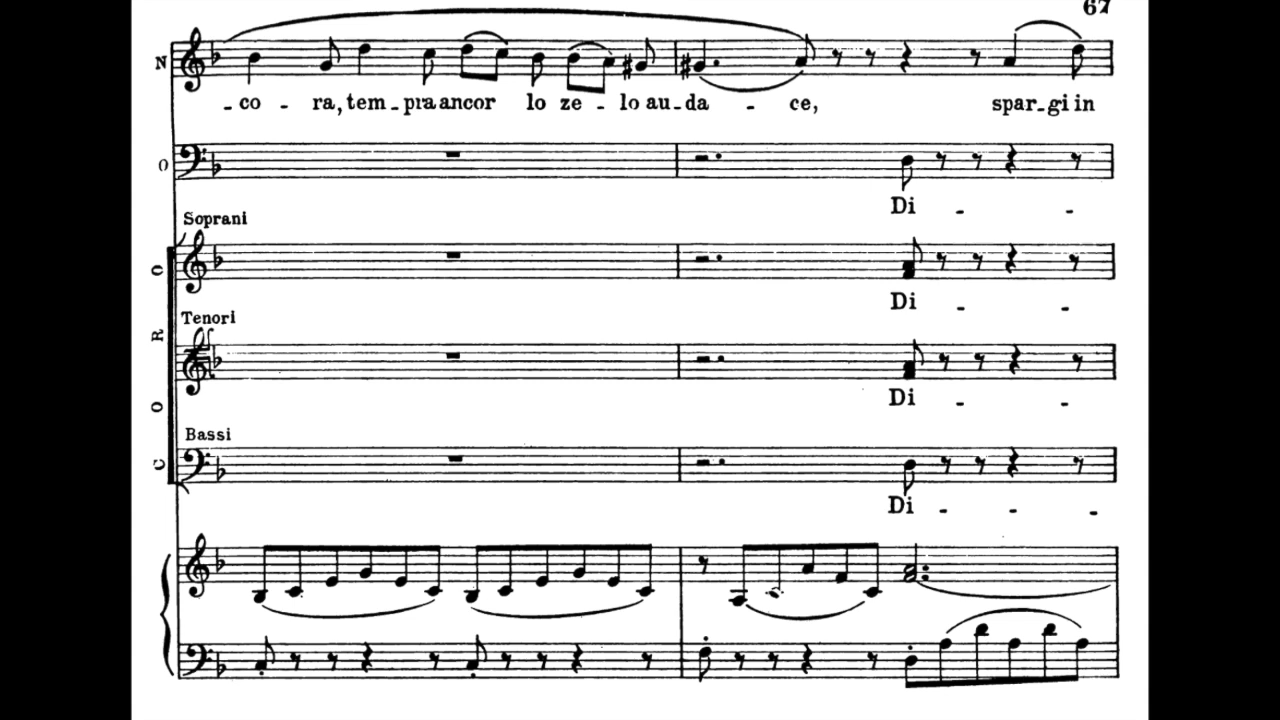 67
N
- co - ra, tem - pra ancor lo ze - lo au - da - ce, spar - gi in
O
Di - -
Soprani
Di - -
Tenori
Di - -
Bassi
Di - - -
CORO